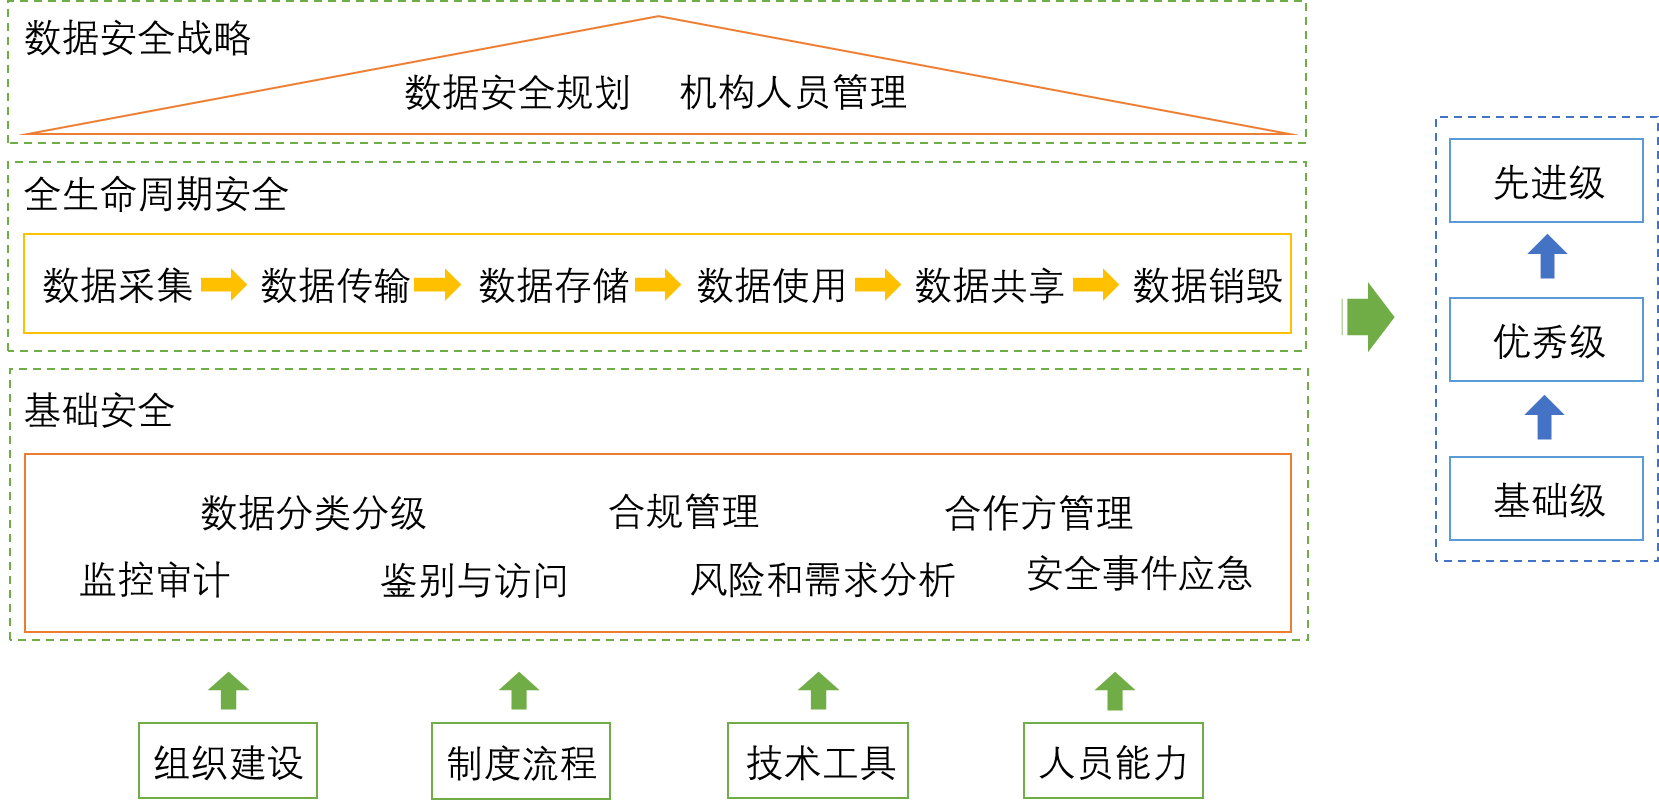 数据安全战略
数据安全规划 机构人员管理
全生命周期安全
数据采集 数据传输 数据存储 数据使用 数据共享 数据销毁
基础安全
数据分类分级 合规管理 合作方管理
监控审计 鉴别与访问 风险和需求分析 安全事件应急
组织建设 制度流程 技术工具 人员能力
先进级
优秀级
基础级